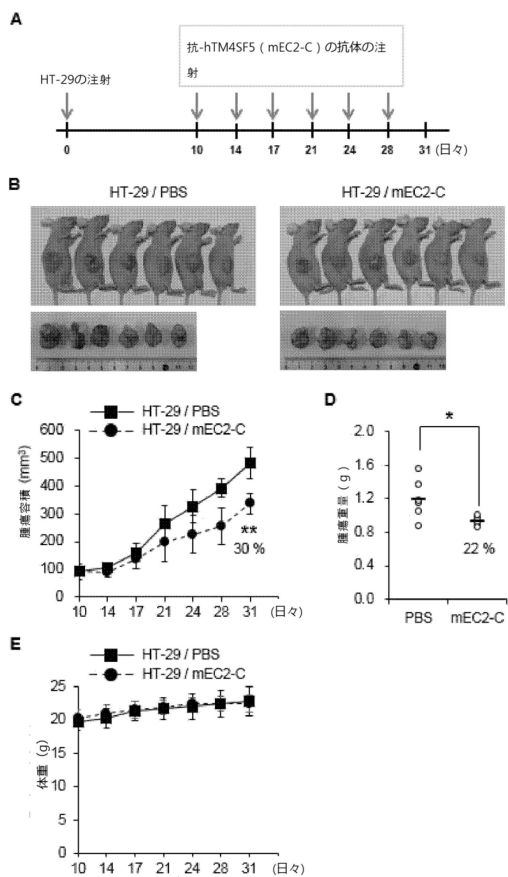 A
抗-hTM4SF5（mEC2-C）の抗体の注
射
HT-29の注射
0 10 14 17 21 24 28 31 (日々)
B
HT-29 / PBS HT-29 / mEC2-C
C
HT-29 / PBS
HT-29 / mEC2-C
腫瘍容積 (mm³)
600
500
400
300
200
100
0
**
30 %
10 14 17 21 24 28 31 (日々)
D
*
腫瘍重量（g）
2.0
1.6
1.2
0.8
0.4
0.0
22 %
PBS mEC2-C
E
HT-29 / PBS
HT-29 / mEC2-C
体重（g）
25
20
15
10
5
0
10 14 17 21 24 28 31 (日々)